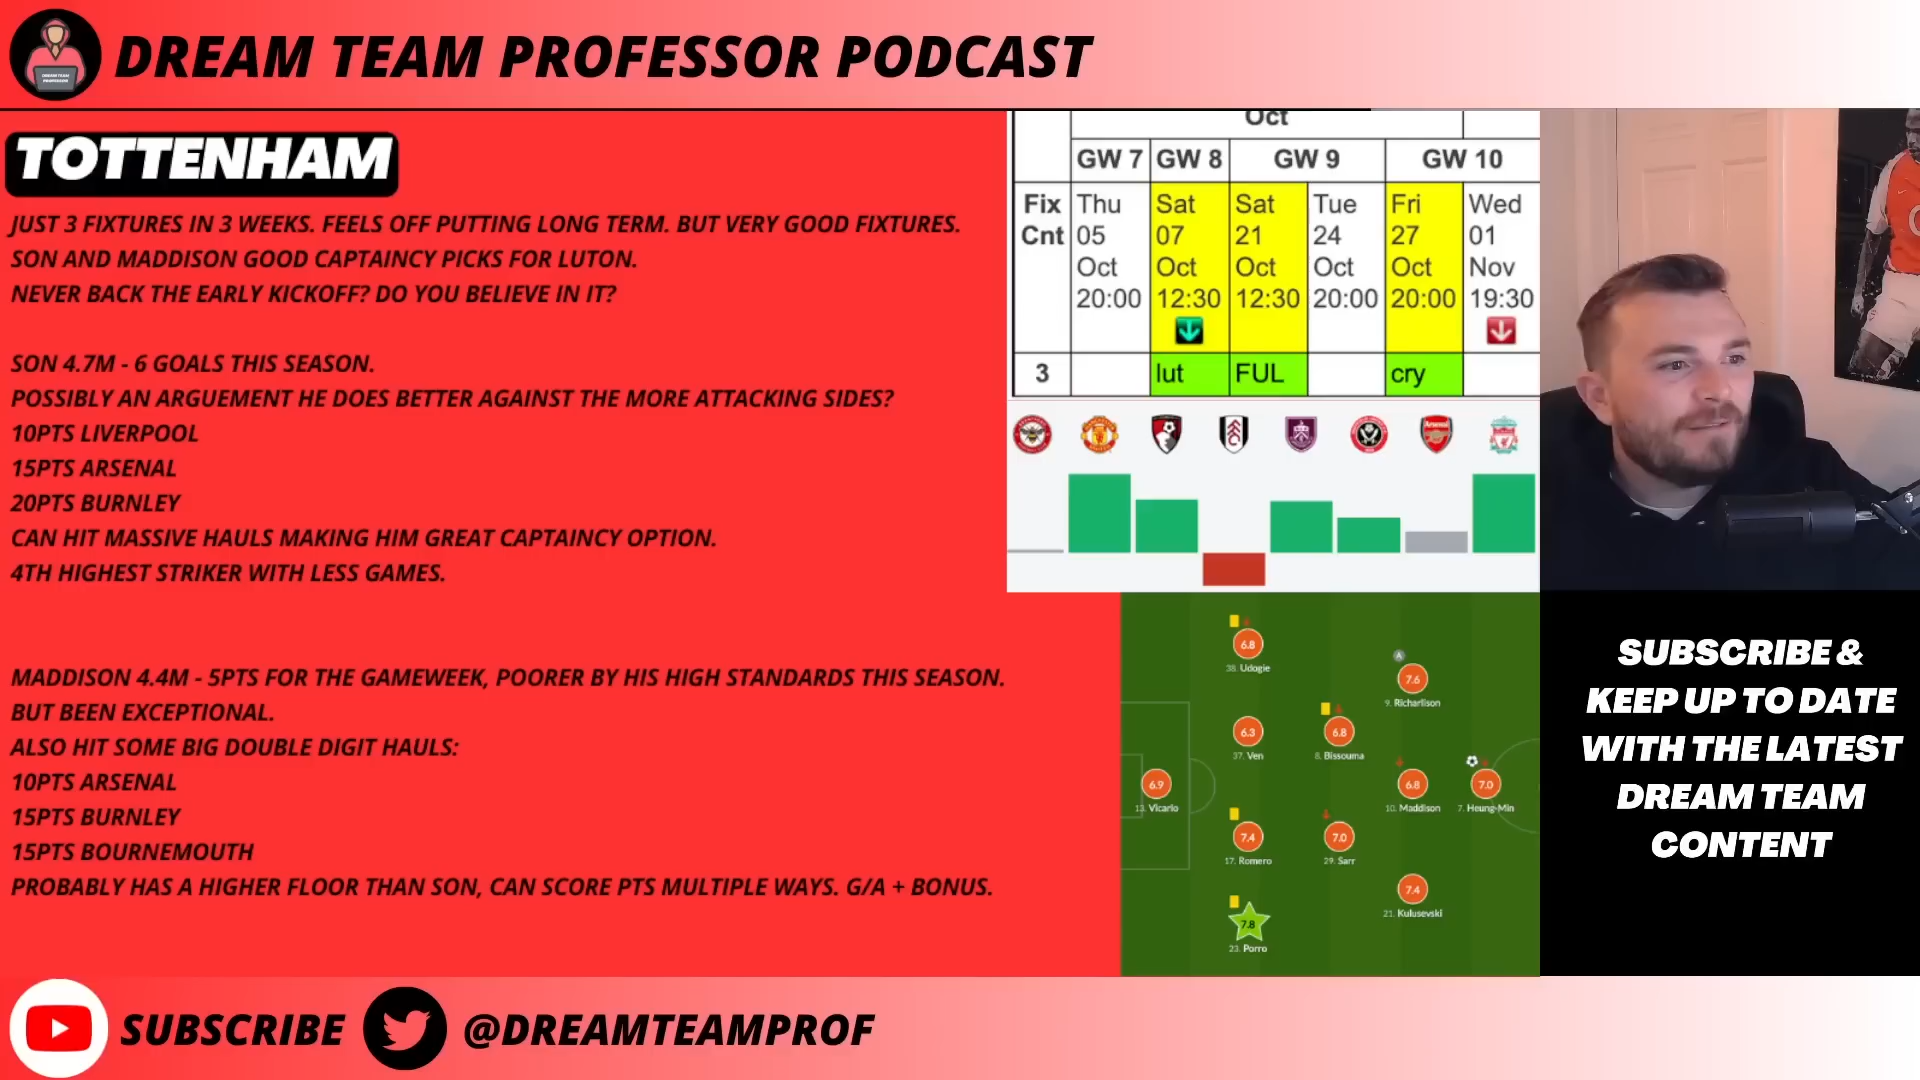 DREAM TEAM PROFESSOR PODCAST
TOTTENHAM
JUST 3 FIXTURES IN 3 WEEKS. FEELS OFF PUTTING LONG TERM. BUT VERY GOOD FIXTURES.
SON AND MADDISON GOOD CAPTAINCY PICKS FOR LUTON.
NEVER BACK THE EARLY KICKOFF? DO YOU BELIEVE IN IT?
SON 4.7M - 6 GOALS THIS SEASON.
POSSIBLY AN ARGUEMENT HE DOES BETTER AGAINST THE MORE ATTACKING SIDES?
10PTS LIVERPOOL
15PTS ARSENAL
20PTS BURNLEY
CAN HIT MASSIVE HAULS MAKING HIM GREAT CAPTAINCY OPTION.
4TH HIGHEST STRIKER WITH LESS GAMES.
MADDISON 4.4M - 5PTS FOR THE GAMEWEEK, POORER BY HIS HIGH STANDARDS THIS SEASON.
BUT BEEN EXCEPTIONAL.
ALSO HIT SOME BIG DOUBLE DIGIT HAULS:
10PTS ARSENAL
15PTS BURNLEY
15PTS BOURNEMOUTH
PROBABLY HAS A HIGHER FLOOR THAN SON, CAN SCORE PTS MULTIPLE WAYS. G/A + BONUS.
Oct
GW 7 GW 8 GW 9 GW 10
Fix Thu Sat Sat Tue Fri Wed
Cnt 05 07 21 24 27 01
Oct Oct Oct Oct Oct Nov
20:00 12:30 12:30 20:00 20:00 19:30
3 lut FUL cry
6.8
38. Udogie
A
7.6
9. Richarlison
6.3
37. Ven
6.8
8. Bissouma
6.9
13. Vicario
6.8
10. Maddison
7.0
7. Heung-Min
7.4
17. Romero
7.0
29. Sarr
7.4
21. Kulusevski
7.8
23. Porro
SUBSCRIBE &
KEEP UP TO DATE
WITH THE LATEST
DREAM TEAM
CONTENT
SUBSCRIBE @DREAMTEAMPROF